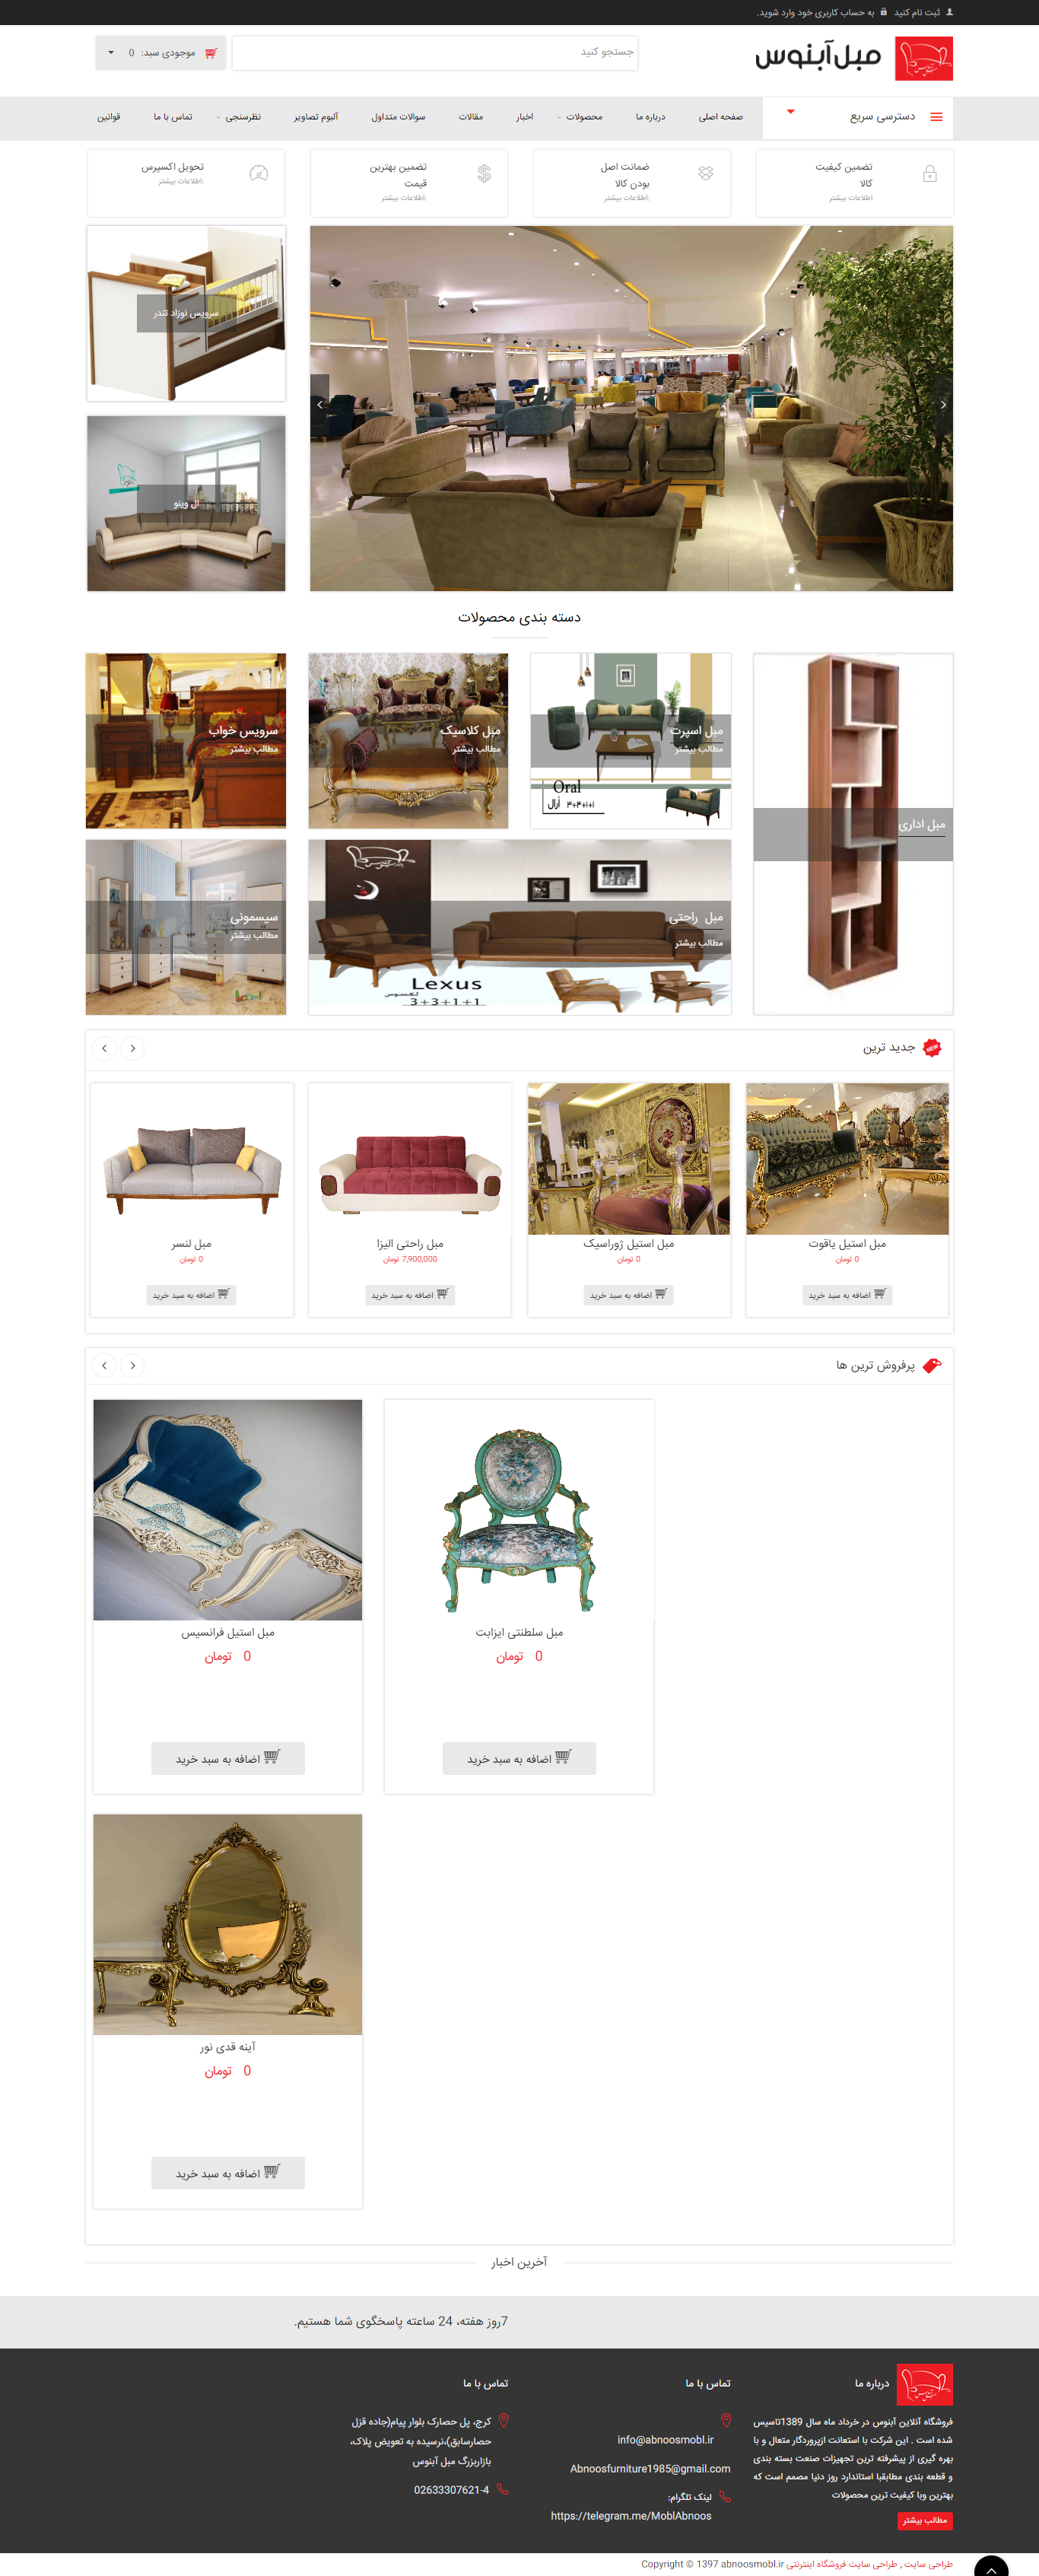 ثبت نام کنید به حساب کاربری خود وارد شوید.
مبل آبنوس
جستجو کنید
موجودی سبد: 0
دسترسی سریع
صفحه اصلی درباره ما محصولات اخبار مقالات سوالات متداول آلبوم تصاویر نظرسنجی تماس با ما قوانین
تضمین کیفیت
کالا
اطلاعات بیشتر
ضمانت اصل
بودن کالا
اطلاعات بیشتر:
تضمین بهترین
قیمت
اطلاعات بیشتر:
تحویل اکسپرس
اطلاعات بیشتر:
سرویس نوزاد تندر
ال وینو
دسته بندی محصولات
مبل اداری
مبل اسپرت
مطالب بیشتر
Oral
اُرال ۳+۲+۱+۱
مبل کلاسیک
مطالب بیشتر
سرویس خواب
مطالب بیشتر
مبل راحتی
مطالب بیشتر
Lexus
لکسوس
3+3+1+1
سیسمونی
مطالب بیشتر
NEW
جدید ترین
مبل استیل یاقوت
0 تومان
اضافه به سبد خرید
مبل استیل ژوراسیک
0 تومان
اضافه به سبد خرید
مبل راحتی الیزا
7,900,000 تومان
اضافه به سبد خرید
مبل لنسر
0 تومان
اضافه به سبد خرید
پرفروش ترین ها
مبل سلطنتی ایزابت
0 تومان
اضافه به سبد خرید
مبل استیل فرانسیس
0 تومان
اضافه به سبد خرید
آینه قدی نور
0 تومان
اضافه به سبد خرید
آخرین اخبار
7روز هفته، 24 ساعته پاسخگوی شما هستیم.
درباره ما
فروشگاه آنلاین آبنوس در خرداد ماه سال 1389تاسیس
شده است . این شرکت با استعانت ازپروردگار متعال و با
بهره گیری از پیشرفته ترین تجهیزات صنعت بسته بندی
و قطعه بندی مطابقبا استاندارد روز دنیا مصمم است که
بهترین وبا کیفیت ترین محصولات
مطالب بیشتر
تماس با ما
info@abnoosmobl.ir
Abnoosfurniture1985@gmail.com
لینک تلگرام:
https://telegram.me/MoblAbnoos
تماس با ما
کرج، پل حصارک بلوار پیام(جاده قزل
حصارسابق)،نرسیده به تعویض پلاک،
بازاربزرگ مبل آبنوس
02633307621-4
طراحی سایت , طراحی سایت فروشگاه اینترنتی Copyright © 1397 abnoosmobl.ir